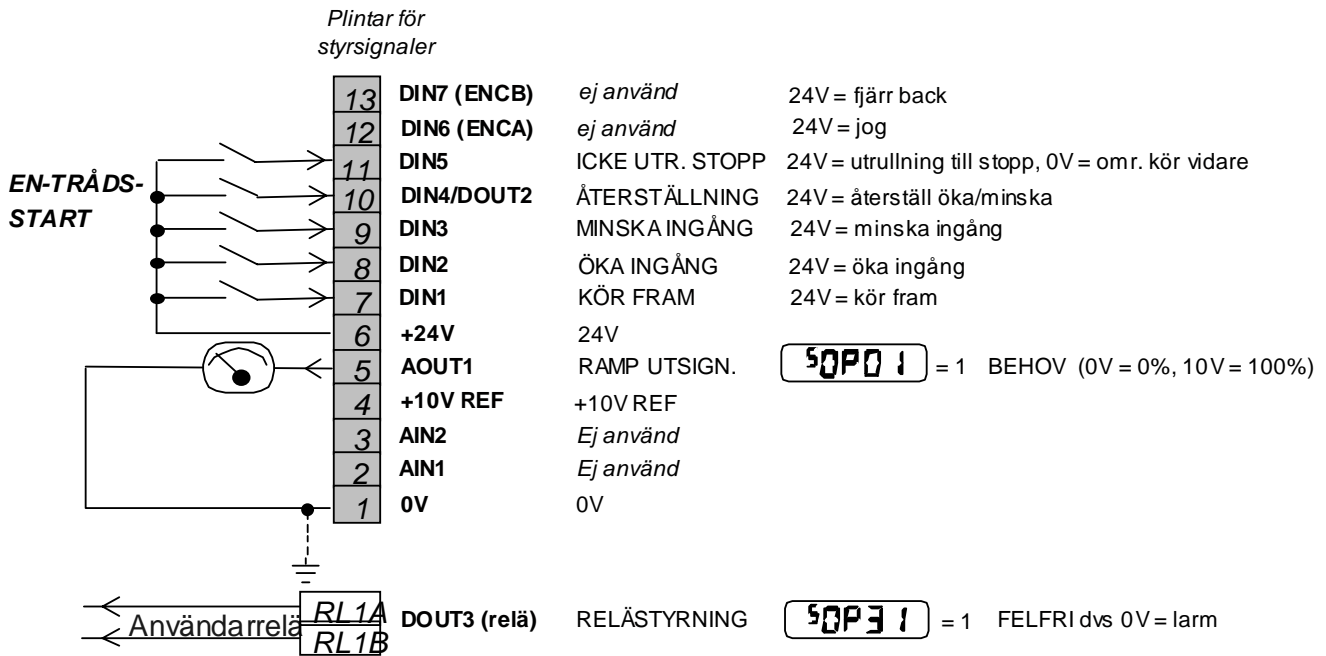 Plintar för
styrsignaler
13 DIN7 (ENCB) ej använd 24V = fjärr back
12 DIN6 (ENCA) ej använd 24V = jog
11 DIN5 ICKE UTR. STOPP 24V = utrullning till stopp, 0V = omr. kör vidare
EN-TRÅDS-
START
10 DIN4/DOUT2 ÅTERSTÄLLNING 24V = återställ öka/minska
9 DIN3 MINSKA INGÅNG 24V = minska ingång
8 DIN2 ÖKA INGÅNG 24V = öka ingång
7 DIN1 KÖR FRAM 24V = kör fram
6 +24V 24V
5 AOUT1 RAMP UTSIGN. SOP01 = 1 BEHOV (0V = 0%, 10V = 100%)
4 +10V REF +10V REF
3 AIN2 Ej använd
2 AIN1 Ej använd
1 0V 0V
Användarrelä
RL1A
RL1B
DOUT3 (relä) RELÄSTYRNING SOP31 = 1 FELFRI dvs 0V = larm